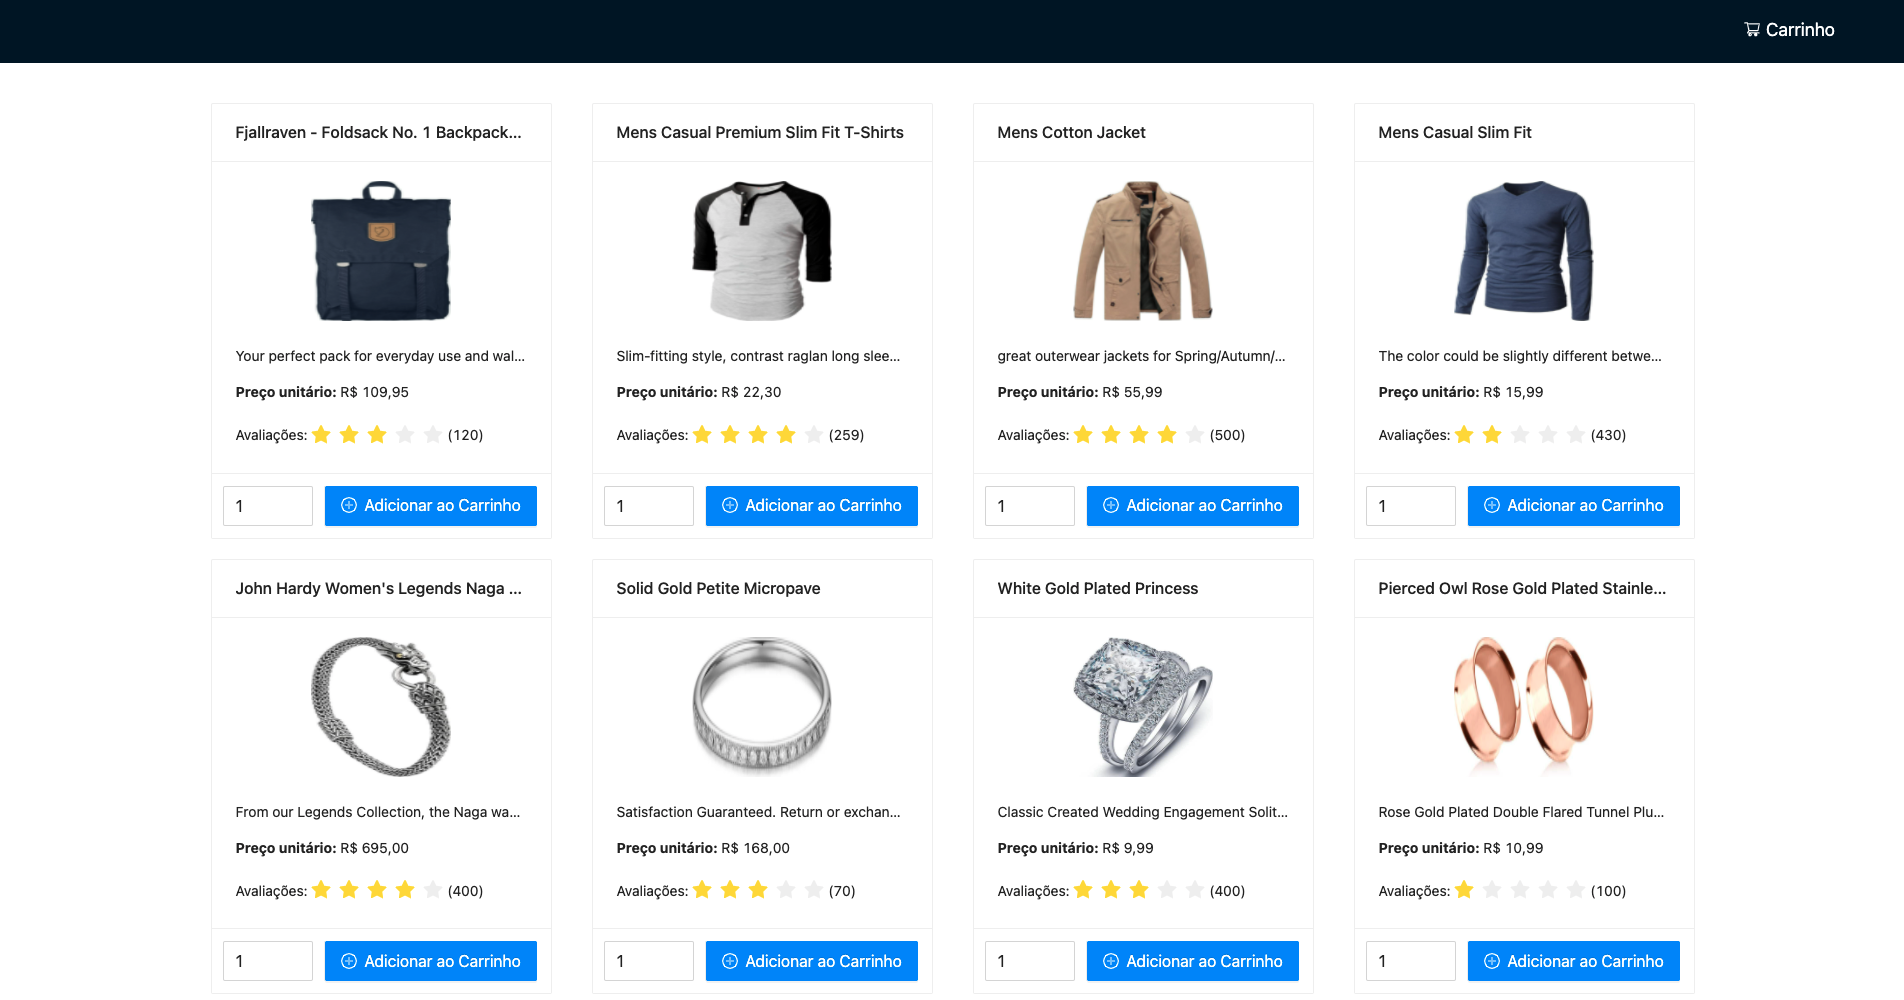 Carrinho
Fjallraven - Foldsack No. 1 Backpack...
Your perfect pack for everyday use and wal...
Preço unitário: R$ 109,95
Avaliações: (120)
1 Adicionar ao Carrinho
Mens Casual Premium Slim Fit T-Shirts
Slim-fitting style, contrast raglan long slee...
Preço unitário: R$ 22,30
Avaliações: (259)
1 Adicionar ao Carrinho
Mens Cotton Jacket
great outerwear jackets for Spring/Autumn/...
Preço unitário: R$ 55,99
Avaliações: (500)
1 Adicionar ao Carrinho
Mens Casual Slim Fit
The color could be slightly different betwe...
Preço unitário: R$ 15,99
Avaliações: (430)
1 Adicionar ao Carrinho
John Hardy Women's Legends Naga ...
From our Legends Collection, the Naga wa...
Preço unitário: R$ 695,00
Avaliações: (400)
1 Adicionar ao Carrinho
Solid Gold Petite Micropave
Satisfaction Guaranteed. Return or exchan...
Preço unitário: R$ 168,00
Avaliações: (70)
1 Adicionar ao Carrinho
White Gold Plated Princess
Classic Created Wedding Engagement Solit...
Preço unitário: R$ 9,99
Avaliações: (400)
1 Adicionar ao Carrinho
Pierced Owl Rose Gold Plated Stainle...
Rose Gold Plated Double Flared Tunnel Plu...
Preço unitário: R$ 10,99
Avaliações: (100)
1 Adicionar ao Carrinho